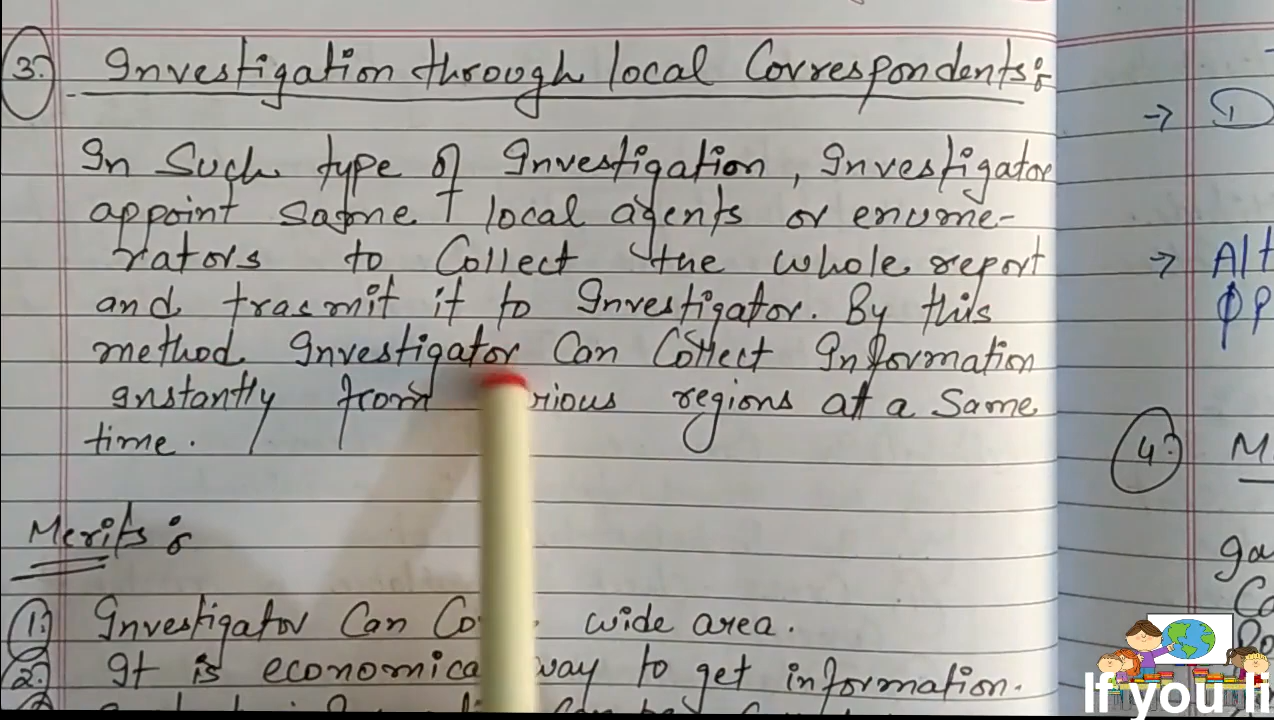 3.
Investigation through local Correspondents:
In Such type of Investigation, Investigator
appoint some local agents or enume-
rators to Collect the whole report
and trasmit it to Investigator. By this
method Investigator Can Collect Information
instantly from regions at a Same
time.
Merits :
1. Investigator Can wide area.
2. It is way to get information.
→ D
→ Alt
4. M
ga
Co
If you li